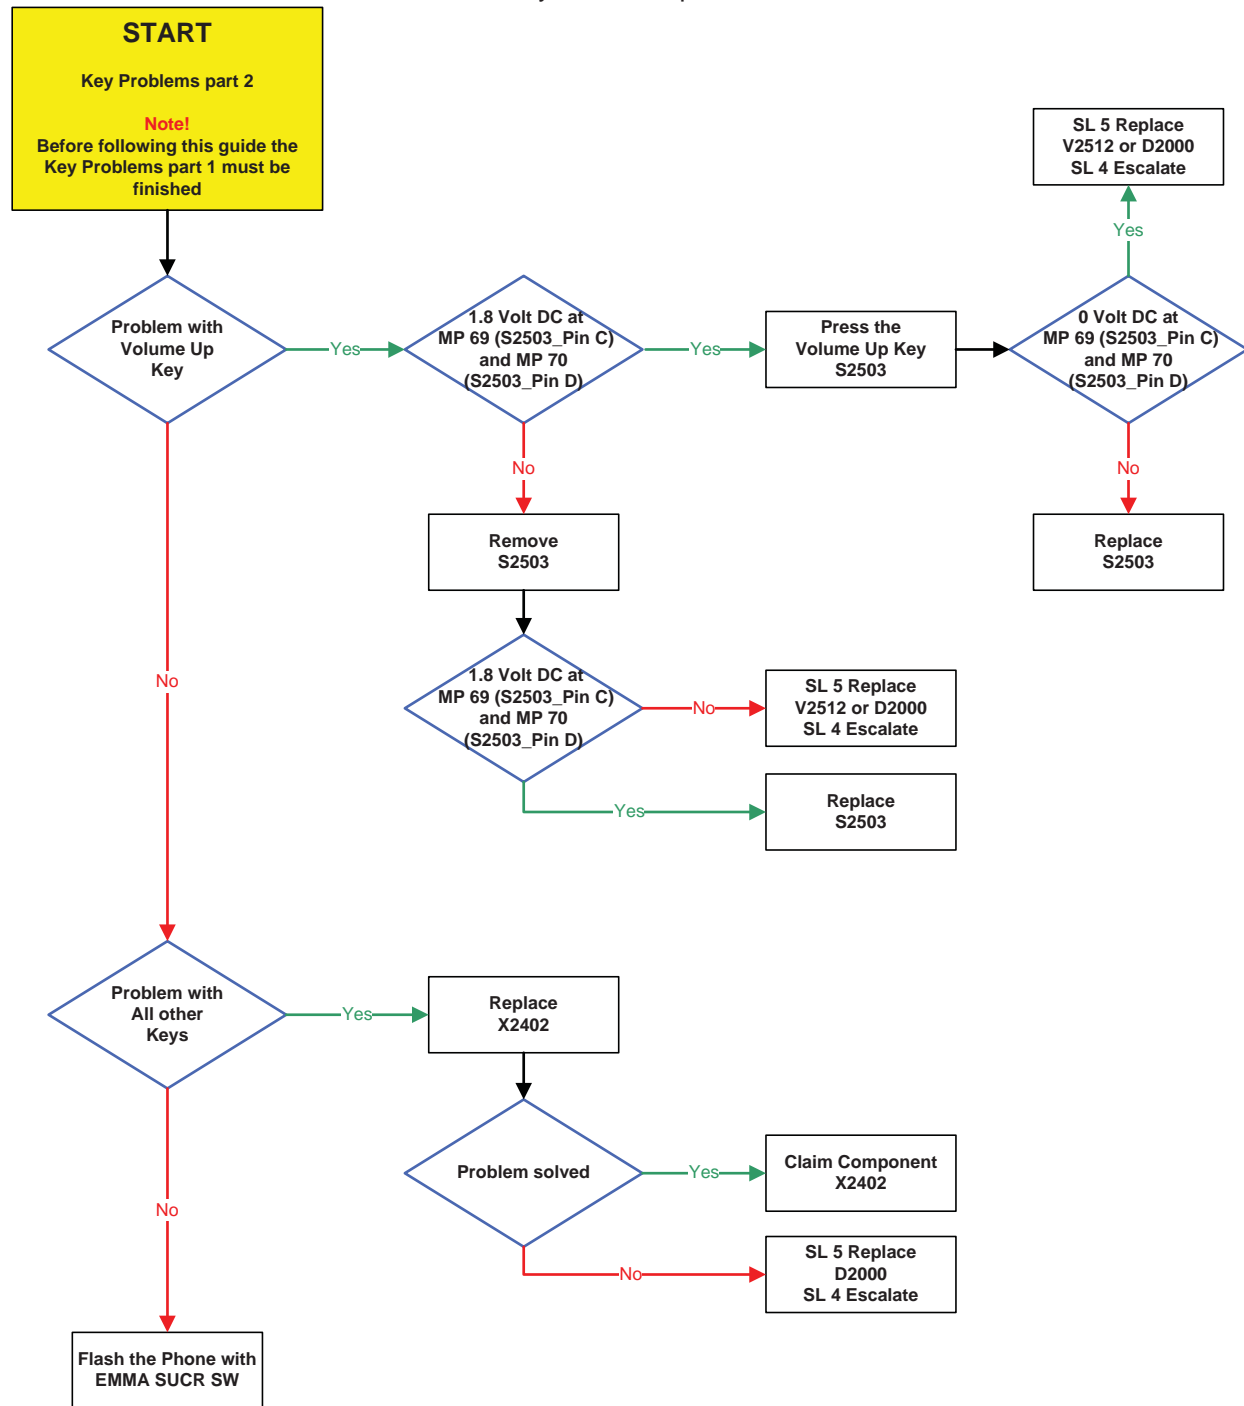 START
Key Problems part 2
Note!
Before following this guide the
Key Problems part 1 must be
finished
SL 5 Replace
V2512 or D2000
SL 4 Escalate
Yes
Problem with
Volume Up
Key
Yes
1.8 Volt DC at
MP 69 (S2503_Pin C)
and MP 70
(S2503_Pin D)
Yes
Press the
Volume Up Key
S2503
0 Volt DC at
MP 69 (S2503_Pin C)
and MP 70
(S2503_Pin D)
No
No
Remove
S2503
Replace
S2503
No
1.8 Volt DC at
MP 69 (S2503_Pin C)
and MP 70
(S2503_Pin D)
No
SL 5 Replace
V2512 or D2000
SL 4 Escalate
Yes
Replace
S2503
Problem with
All other
Keys
Yes
Replace
X2402
Problem solved
Yes
Claim Component
X2402
No
No
SL 5 Replace
D2000
SL 4 Escalate
Flash the Phone with
EMMA SUCR SW